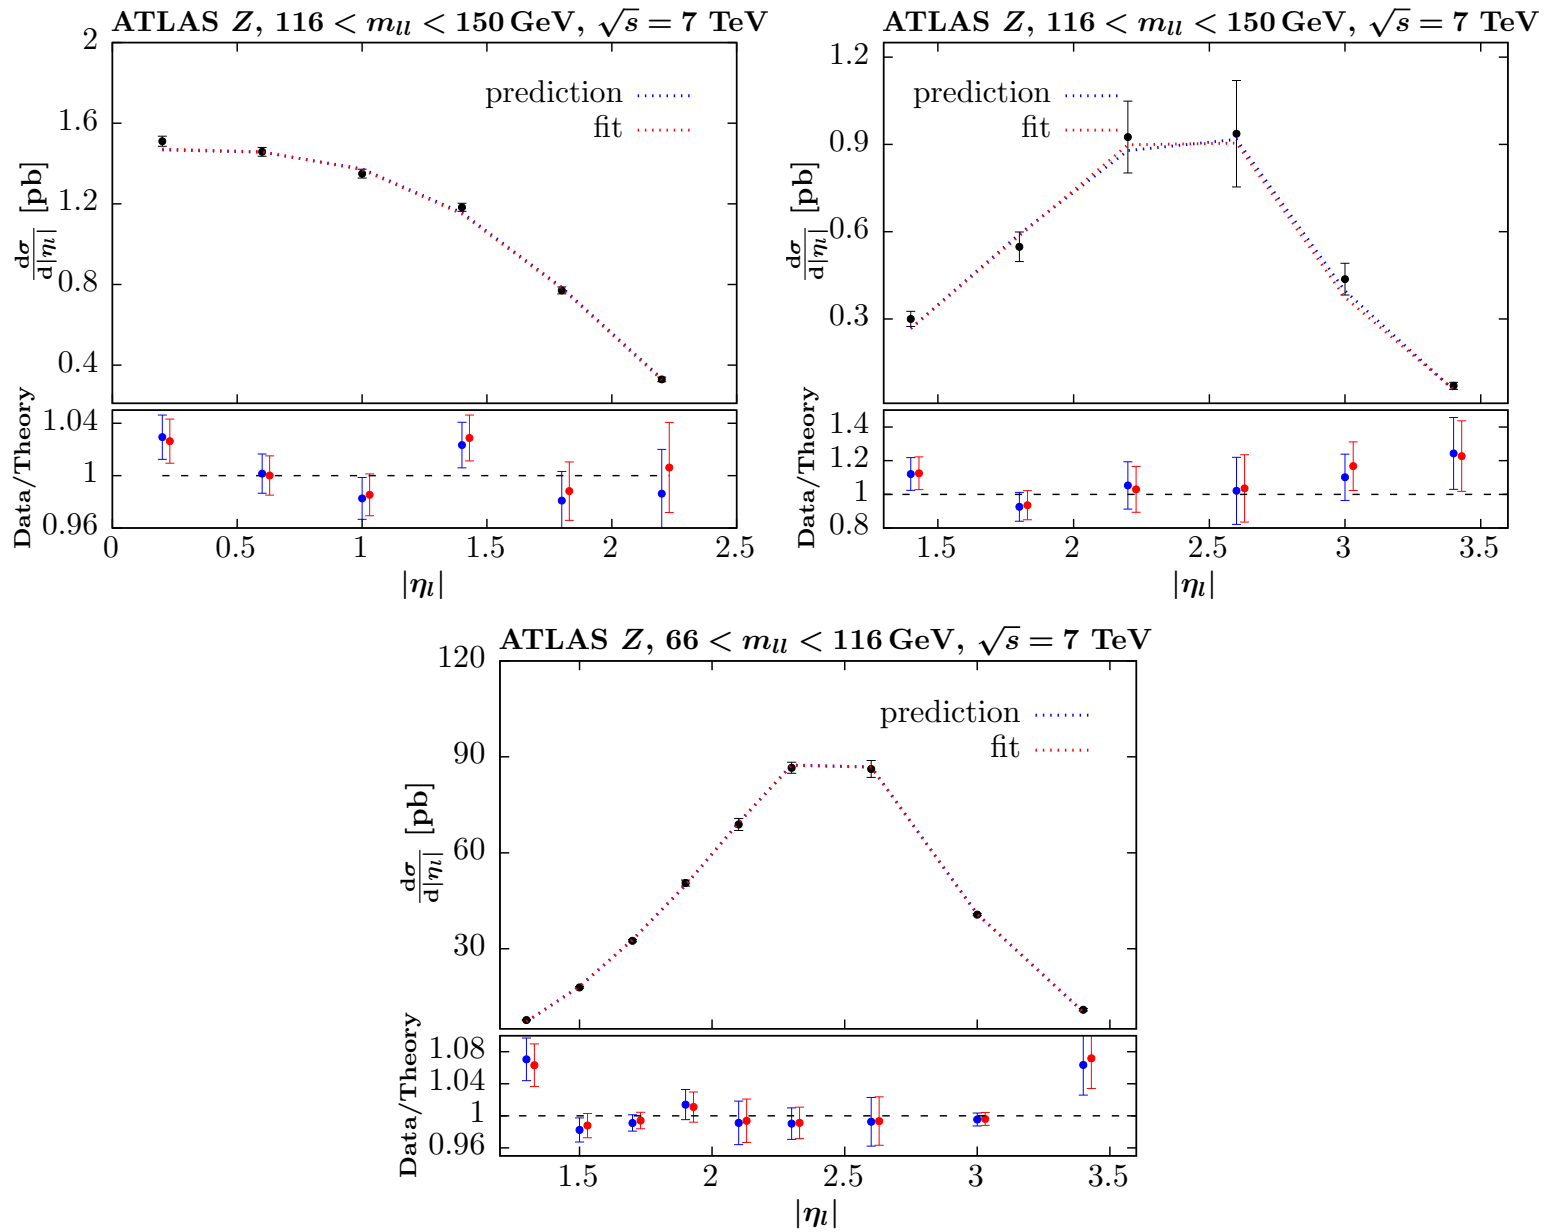 ATLAS Z, 116 < m_ll < 150 GeV, √s = 7 TeV
2
1.6
1.2
0.8
0.4
dσ/d|η_l| [pb]
prediction
fit
1.04
1
0.96
Data/Theory
0 0.5 1 1.5 2 2.5
|η_l|
ATLAS Z, 116 < m_ll < 150 GeV, √s = 7 TeV
1.2
0.9
0.6
0.3
dσ/d|η_l| [pb]
prediction
fit
1.4
1.2
1
0.8
Data/Theory
1.5 2 2.5 3 3.5
|η_l|
ATLAS Z, 66 < m_ll < 116 GeV, √s = 7 TeV
120
90
60
30
dσ/d|η_l| [pb]
prediction
fit
1.08
1.04
1
0.96
Data/Theory
1.5 2 2.5 3 3.5
|η_l|